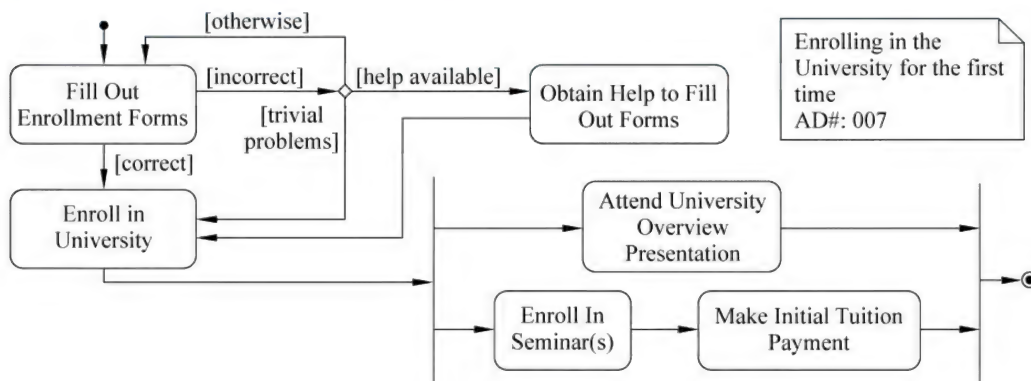 [otherwise]
Fill Out
Enrollment Forms
[incorrect]
[help available]
[trivial
problems]
Obtain Help to Fill
Out Forms
Enrolling in the
University for the first
time
AD#: 007
[correct]
Enroll in
University
Attend University
Overview
Presentation
Enroll In
Seminar(s)
Make Initial Tuition
Payment